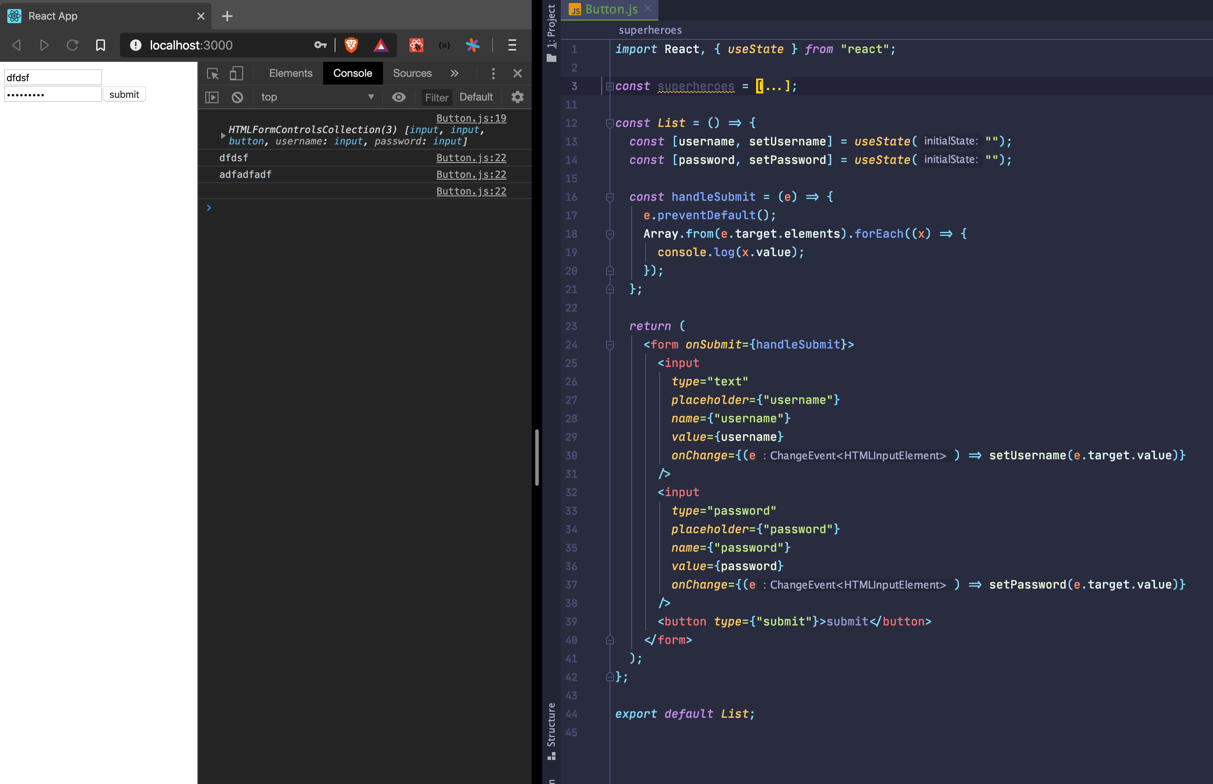 React App
localhost:3000
dfdsf
•••••••••
submit
Elements
Console
Sources
top
Filter
Default
Button.js:19
HTMLFormControlsCollection(3) [input, input,
button, username: input, password: input]
dfdsf Button.js:22
adfadfadf Button.js:22
Button.js:22
1: Project
Structure
JS Button.js
superheroes
1 import React, { useState } from "react";
2
3 const superheroes = [...];
11
12 const List = () => {
13 const [username, setUsername] = useState( initialState: "");
14 const [password, setPassword] = useState( initialState: "");
15
16 const handleSubmit = (e) => {
17 e.preventDefault();
18 Array.from(e.target.elements).forEach((x) => {
19 console.log(x.value);
20 });
21 };
22
23 return (
24 <form onSubmit={handleSubmit}>
25 <input
26 type="text"
27 placeholder={"username"}
28 name={"username"}
29 value={username}
30 onChange={(e : ChangeEvent<HTMLInputElement> ) => setUsername(e.target.value)}
31 />
32 <input
33 type="password"
34 placeholder={"password"}
35 name={"password"}
36 value={password}
37 onChange={(e : ChangeEvent<HTMLInputElement> ) => setPassword(e.target.value)}
38 />
39 <button type={"submit"}>submit</button>
40 </form>
41 );
42 };
43
44 export default List;
45